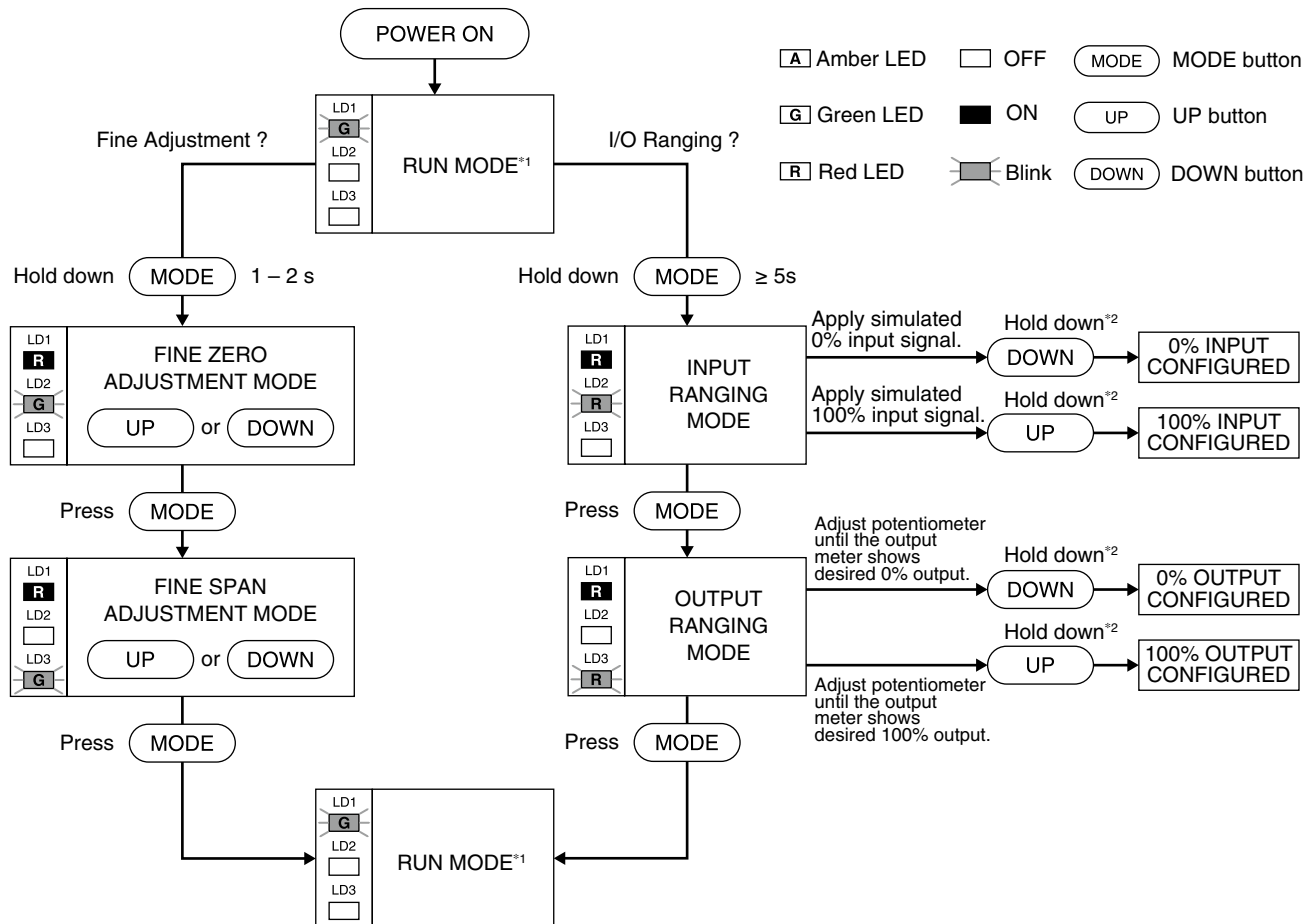 POWER ON
A Amber LED
OFF
MODE
MODE button
G Green LED
ON
UP
UP button
R Red LED
Blink
DOWN
DOWN button
LD1
G
LD2
LD3
RUN MODE*1
Fine Adjustment ?
I/O Ranging ?
Hold down
MODE
1 – 2 s
Hold down
MODE
≥ 5s
LD1
R
LD2
G
LD3
FINE ZERO
ADJUSTMENT MODE
UP or DOWN
LD1
R
LD2
R
LD3
INPUT
RANGING
MODE
Apply simulated
0% input signal.
Hold down*2
DOWN
0% INPUT
CONFIGURED
Apply simulated
100% input signal.
Hold down*2
UP
100% INPUT
CONFIGURED
Press
MODE
Press
MODE
LD1
R
LD2
LD3
G
FINE SPAN
ADJUSTMENT MODE
UP or DOWN
LD1
R
LD2
LD3
R
OUTPUT
RANGING
MODE
Adjust potentiometer
until the output
meter shows
desired 0% output.
Hold down*2
DOWN
0% OUTPUT
CONFIGURED
Hold down*2
UP
100% OUTPUT
CONFIGURED
Adjust potentiometer
until the output
meter shows
desired 100% output.
Press
MODE
Press
MODE
LD1
G
LD2
LD3
RUN MODE*1